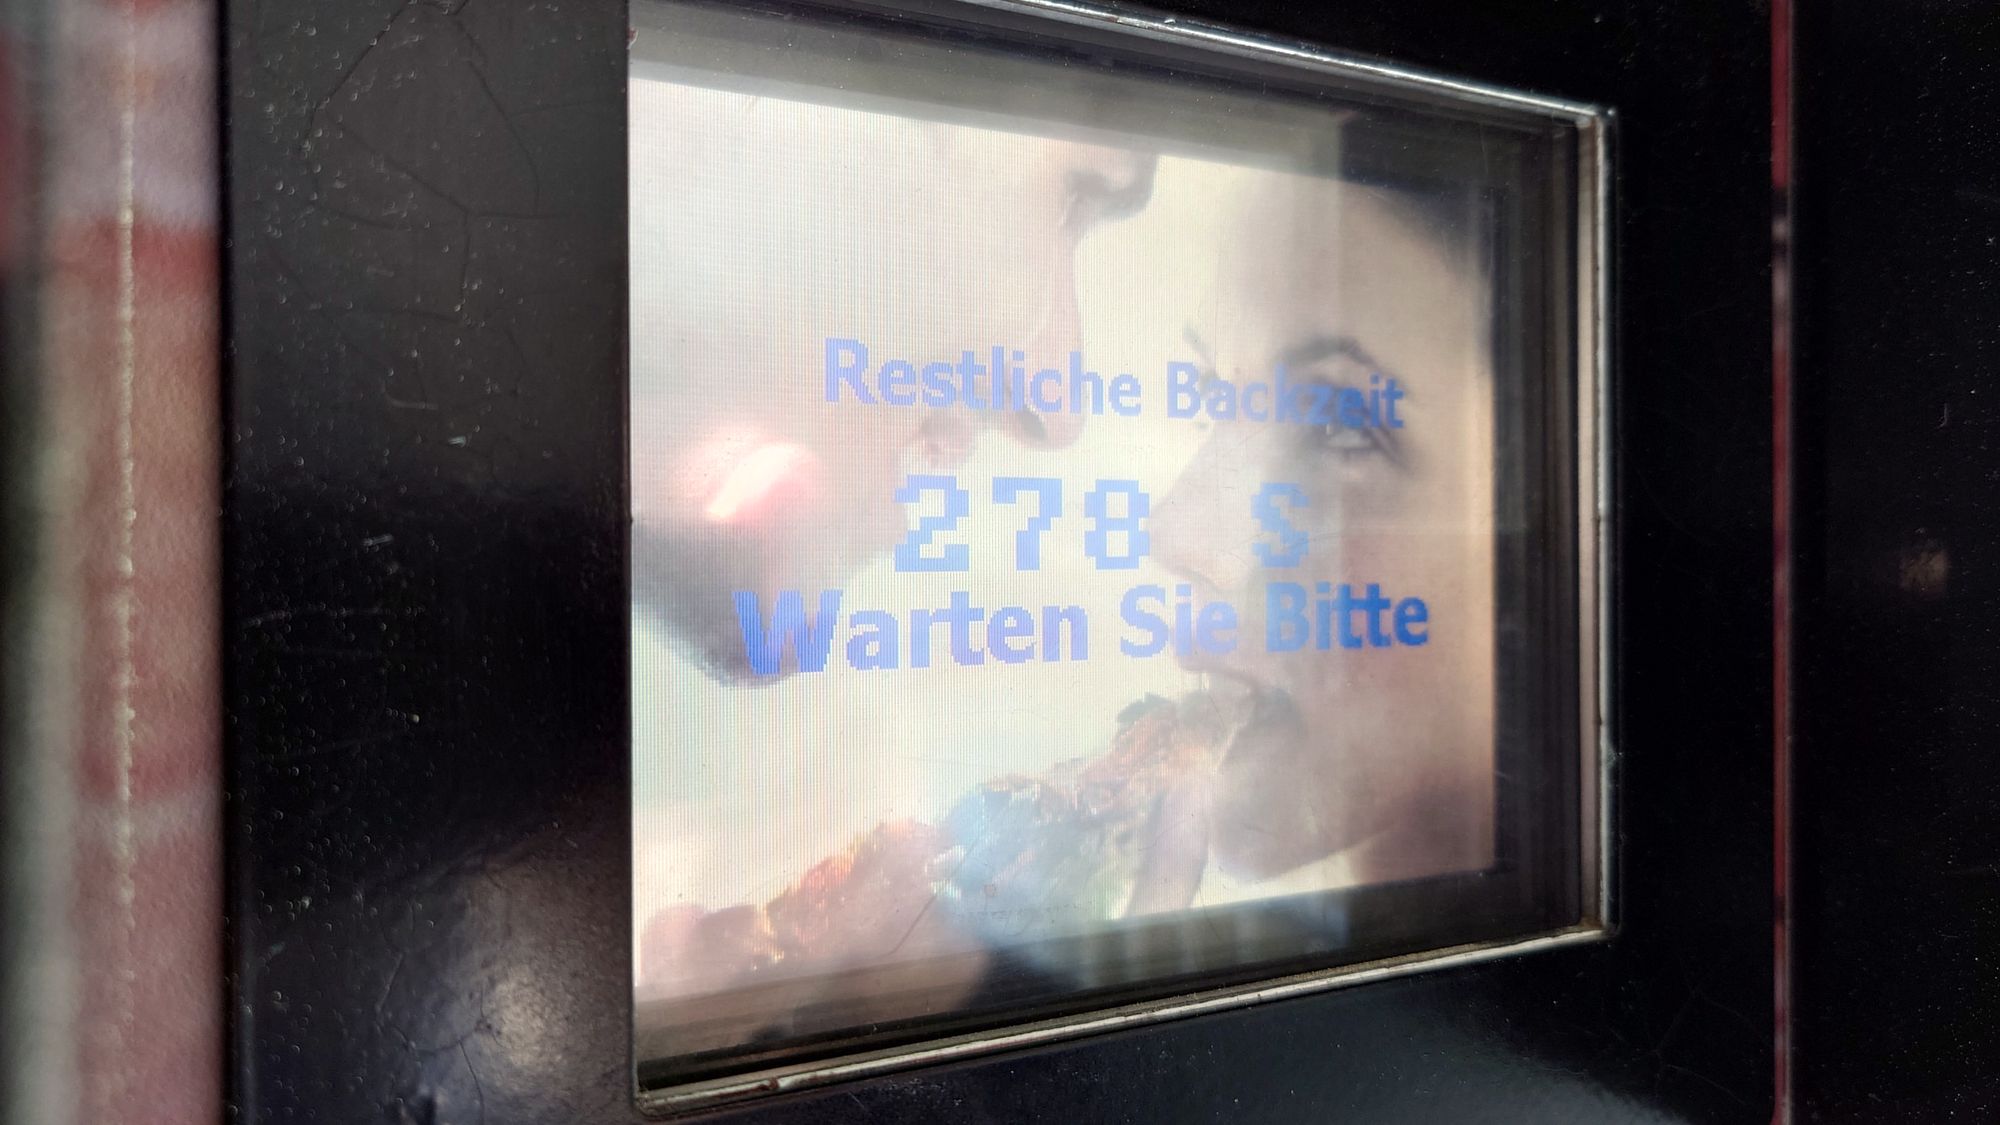 Restliche Backzeit
278 S
Warten Sie Bitte